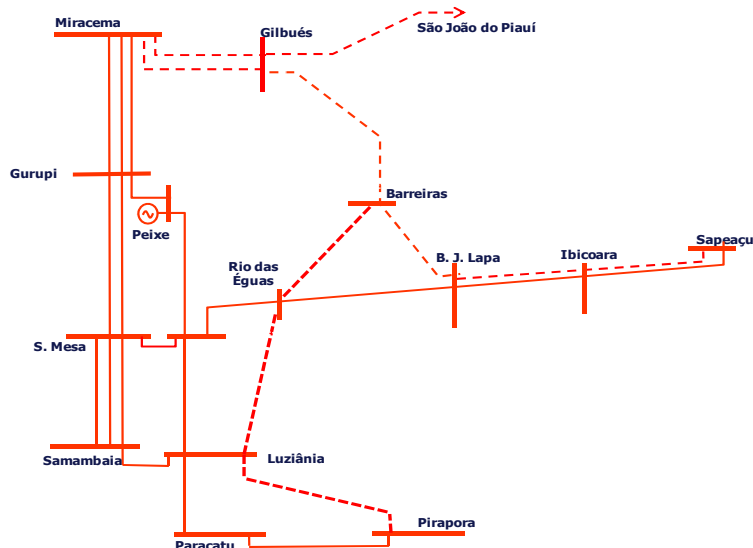 Miracema
Gilbués
São João do Piauí
Gurupi
Peixe
Barreiras
Sapeaçu
B. J. Lapa
Ibicoara
Rio das
Éguas
S. Mesa
Samambaia
Luziânia
Pirapora
Paracatu